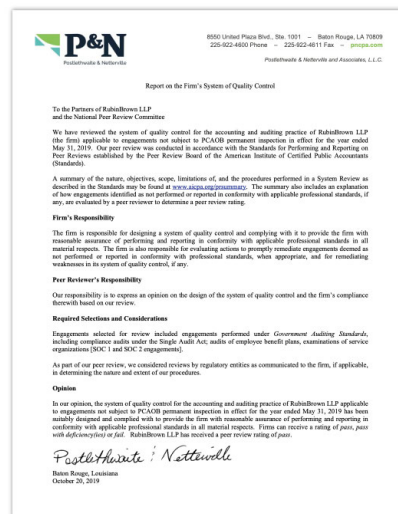 P&N
Postlethwaite & Netterville
8550 United Plaza Blvd., Ste. 1001 – Baton Rouge, LA 70809
225-922-4600 Phone – 225-922-4611 Fax – pncpa.com
Postlethwaite & Netterville and Associates, L.L.C.
Report on the Firm's System of Quality Control
To the Partners of RubinBrown LLP
and the National Peer Review Committee
We have reviewed the system of quality control for the accounting and auditing practice of RubinBrown LLP
(the firm) applicable to engagements not subject to PCAOB permanent inspection in effect for the year ended
May 31, 2019. Our peer review was conducted in accordance with the Standards for Performing and Reporting on
Peer Reviews established by the Peer Review Board of the American Institute of Certified Public Accountants
(Standards).
A summary of the nature, objectives, scope, limitations of, and the procedures performed in a System Review as
described in the Standards may be found at www.aicpa.org/prsummary. The summary also includes an explanation
of how engagements identified as not performed or reported in conformity with applicable professional standards, if
any, are evaluated by a peer reviewer to determine a peer review rating.
Firm's Responsibility
The firm is responsible for designing a system of quality control and complying with it to provide the firm with
reasonable assurance of performing and reporting in conformity with applicable professional standards in all
material respects. The firm is also responsible for evaluating actions to promptly remediate engagements deemed as
not performed or reported in conformity with professional standards, when appropriate, and for remediating
weaknesses in its system of quality control, if any.
Peer Reviewer's Responsibility
Our responsibility is to express an opinion on the design of the system of quality control and the firm's compliance
therewith based on our review.
Required Selections and Considerations
Engagements selected for review included engagements performed under Government Auditing Standards,
including compliance audits under the Single Audit Act; audits of employee benefit plans, examinations of service
organizations [SOC 1 and SOC 2 engagements].
As part of our peer review, we considered reviews by regulatory entities as communicated to the firm, if applicable,
in determining the nature and extent of our procedures.
Opinion
In our opinion, the system of quality control for the accounting and auditing practice of RubinBrown LLP applicable
to engagements not subject to PCAOB permanent inspection in effect for the year ended May 31, 2019 has been
suitably designed and complied with to provide the firm with reasonable assurance of performing and reporting in
conformity with applicable professional standards in all material respects. Firms can receive a rating of pass, pass
with deficiency(ies) or fail. RubinBrown LLP has received a peer review rating of pass.
Postlethwaite & Netterville
Baton Rouge, Louisiana
October 20, 2019